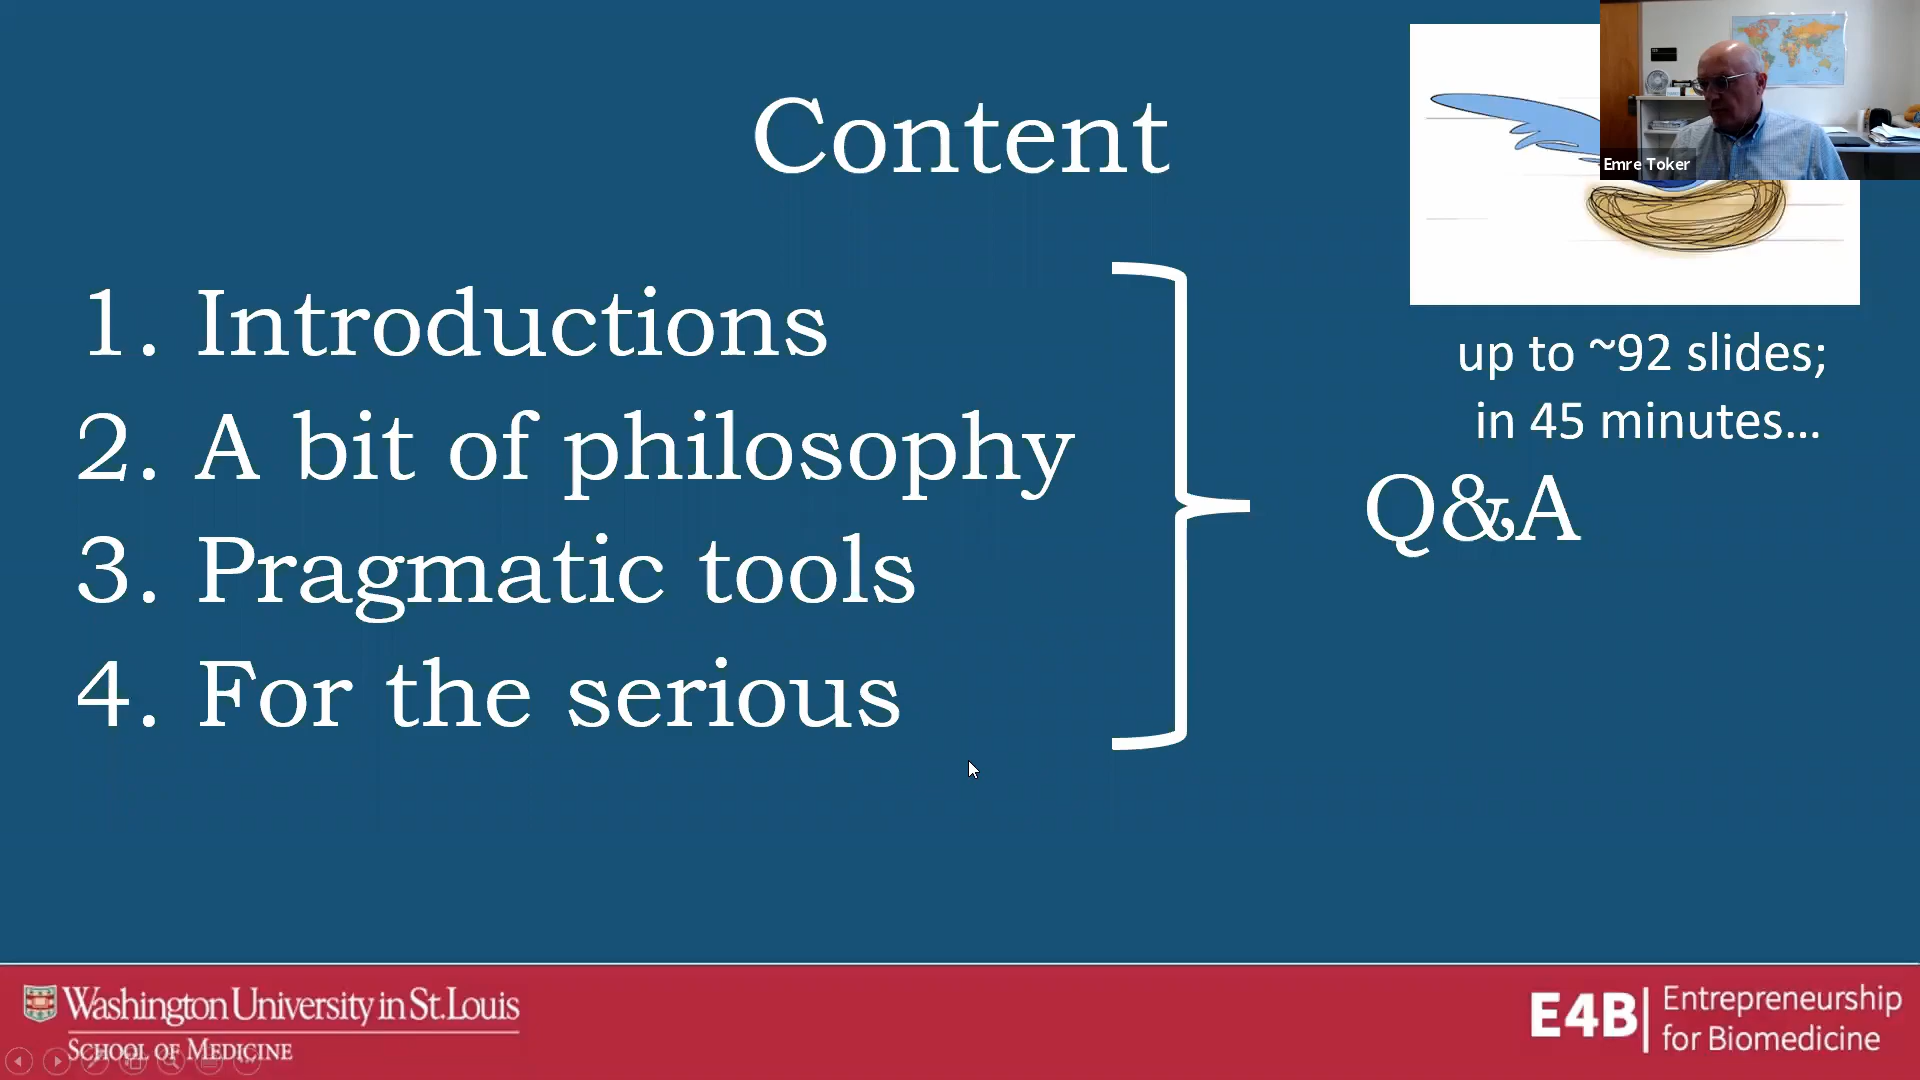 Content
Emre Toker
1. Introductions
2. A bit of philosophy
3. Pragmatic tools
4. For the serious
up to ~92 slides;
in 45 minutes...
Q&A
Washington University in St. Louis
SCHOOL OF MEDICINE
E4B
Entrepreneurship
for Biomedicine